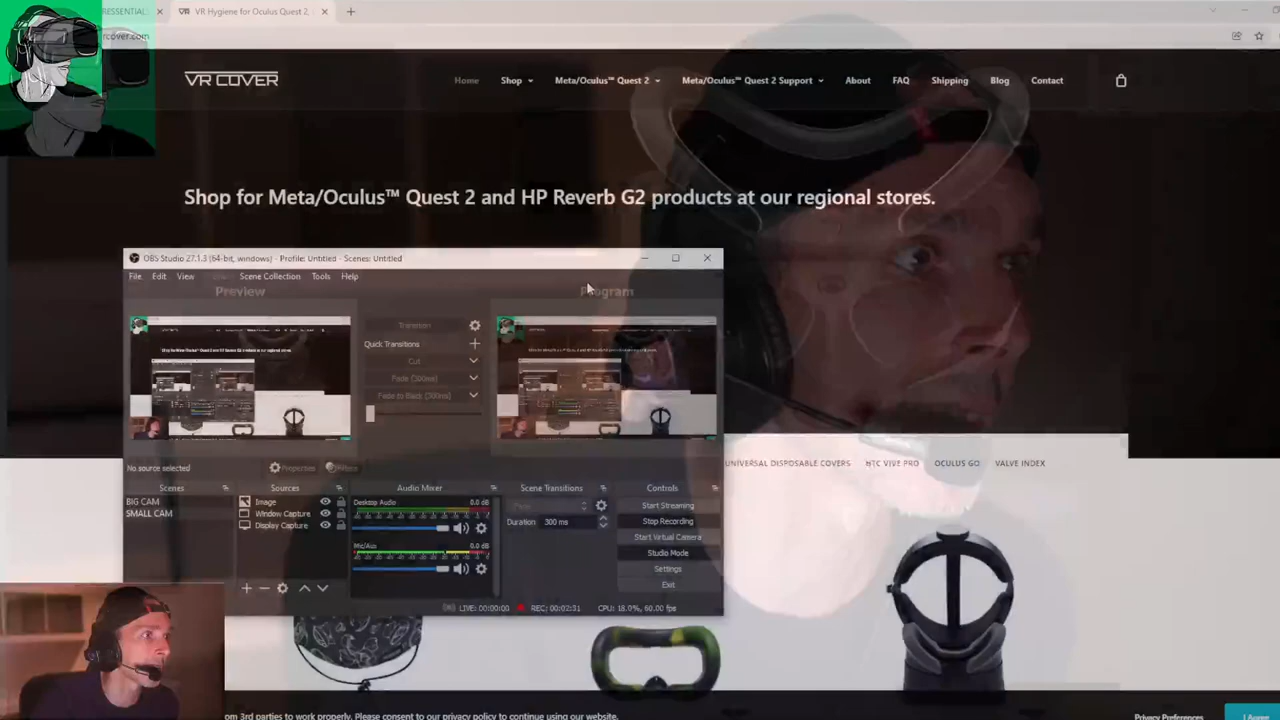 RESSENTIAL
VR Hygiene for Oculus Quest 2,
rcover.com
VR COVER
Home
Shop
Meta/Oculus™ Quest 2
Meta/Oculus™ Quest 2 Support
About
FAQ
Shipping
Blog
Contact
Shop for Meta/Oculus™ Quest 2 and HP Reverb G2 products at our regional stores.
OBS Studio 27.1.3 (64-bit, windows) - Profile: Untitled - Scenes: Untitled
File
Edit
View
Scene Collection
Tools
Help
Preview
Program
Transition
Quick Transitions
Cut
Fade (300ms)
Fade to Black (300ms)
No source selected
Properties
Filters
Scenes
Sources
Audio Mixer
Scene Transitions
Controls
BIG CAM
SMALL CAM
Image
Window Capture
Display Capture
Desktop Audio
0.0 dB
Mic/Aux
0.0 dB
Duration
300 ms
Start Streaming
Stop Recording
Start Virtual Camera
Studio Mode
Settings
Exit
LIVE: 00:00:00
REC: 00:02:31
CPU: 18.0%, 60.00 fps
UNIVERSAL DISPOSABLE COVERS
HTC VIVE PRO
OCULUS GO
VALVE INDEX
om 3rd parties to work properly. Please consent to our privacy policy to continue using our website.
Privacy Preferences
I Agree